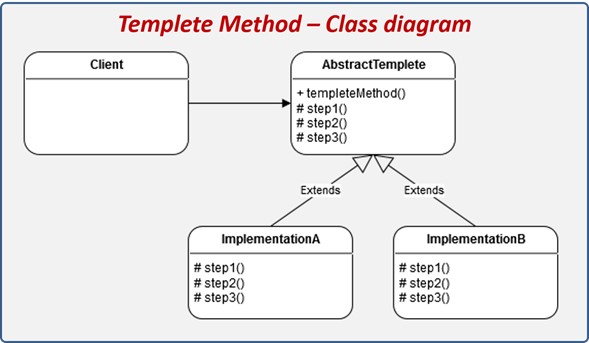 Templete Method – Class diagram
Client
AbstractTemplete
+ templeteMethod()
# step1()
# step2()
# step3()
Extends
Extends
ImplementationA
# step1()
# step2()
# step3()
ImplementationB
# step1()
# step2()
# step3()